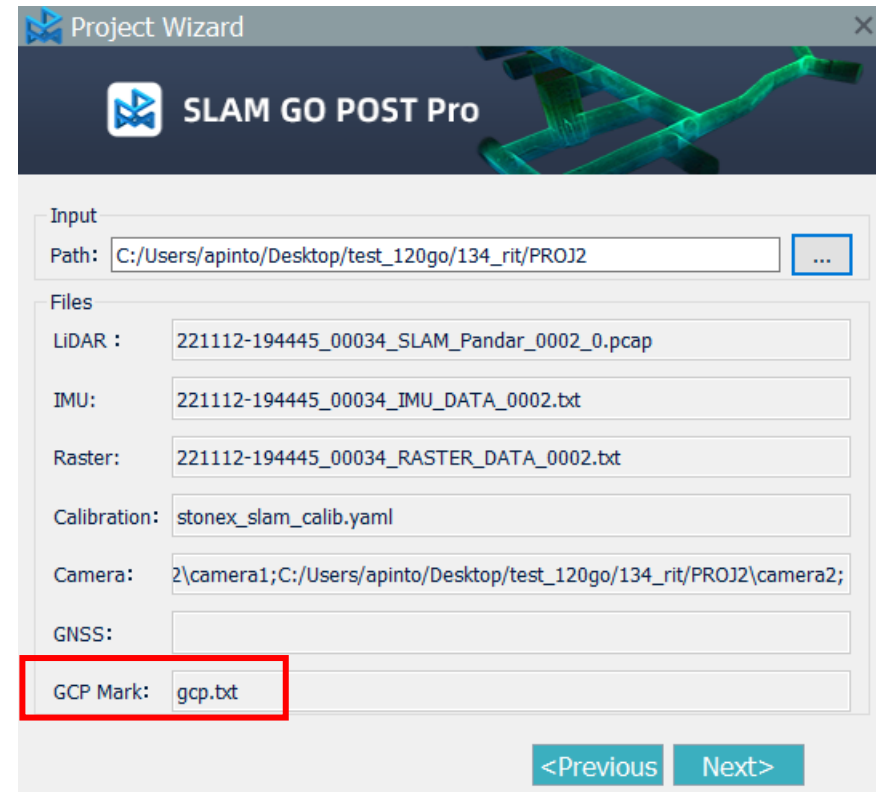 Project Wizard
SLAM GO POST Pro
Input
Path: C:/Users/apinto/Desktop/test_120go/134_rit/PROJ2 ...
Files
LiDAR : 221112-194445_00034_SLAM_Pandar_0002_0.pcap
IMU: 221112-194445_00034_IMU_DATA_0002.txt
Raster: 221112-194445_00034_RASTER_DATA_0002.txt
Calibration: stonex_slam_calib.yaml
Camera: 2\camera1;C:/Users/apinto/Desktop/test_120go/134_rit/PROJ2\camera2;
GNSS:
GCP Mark: gcp.txt
<Previous Next>